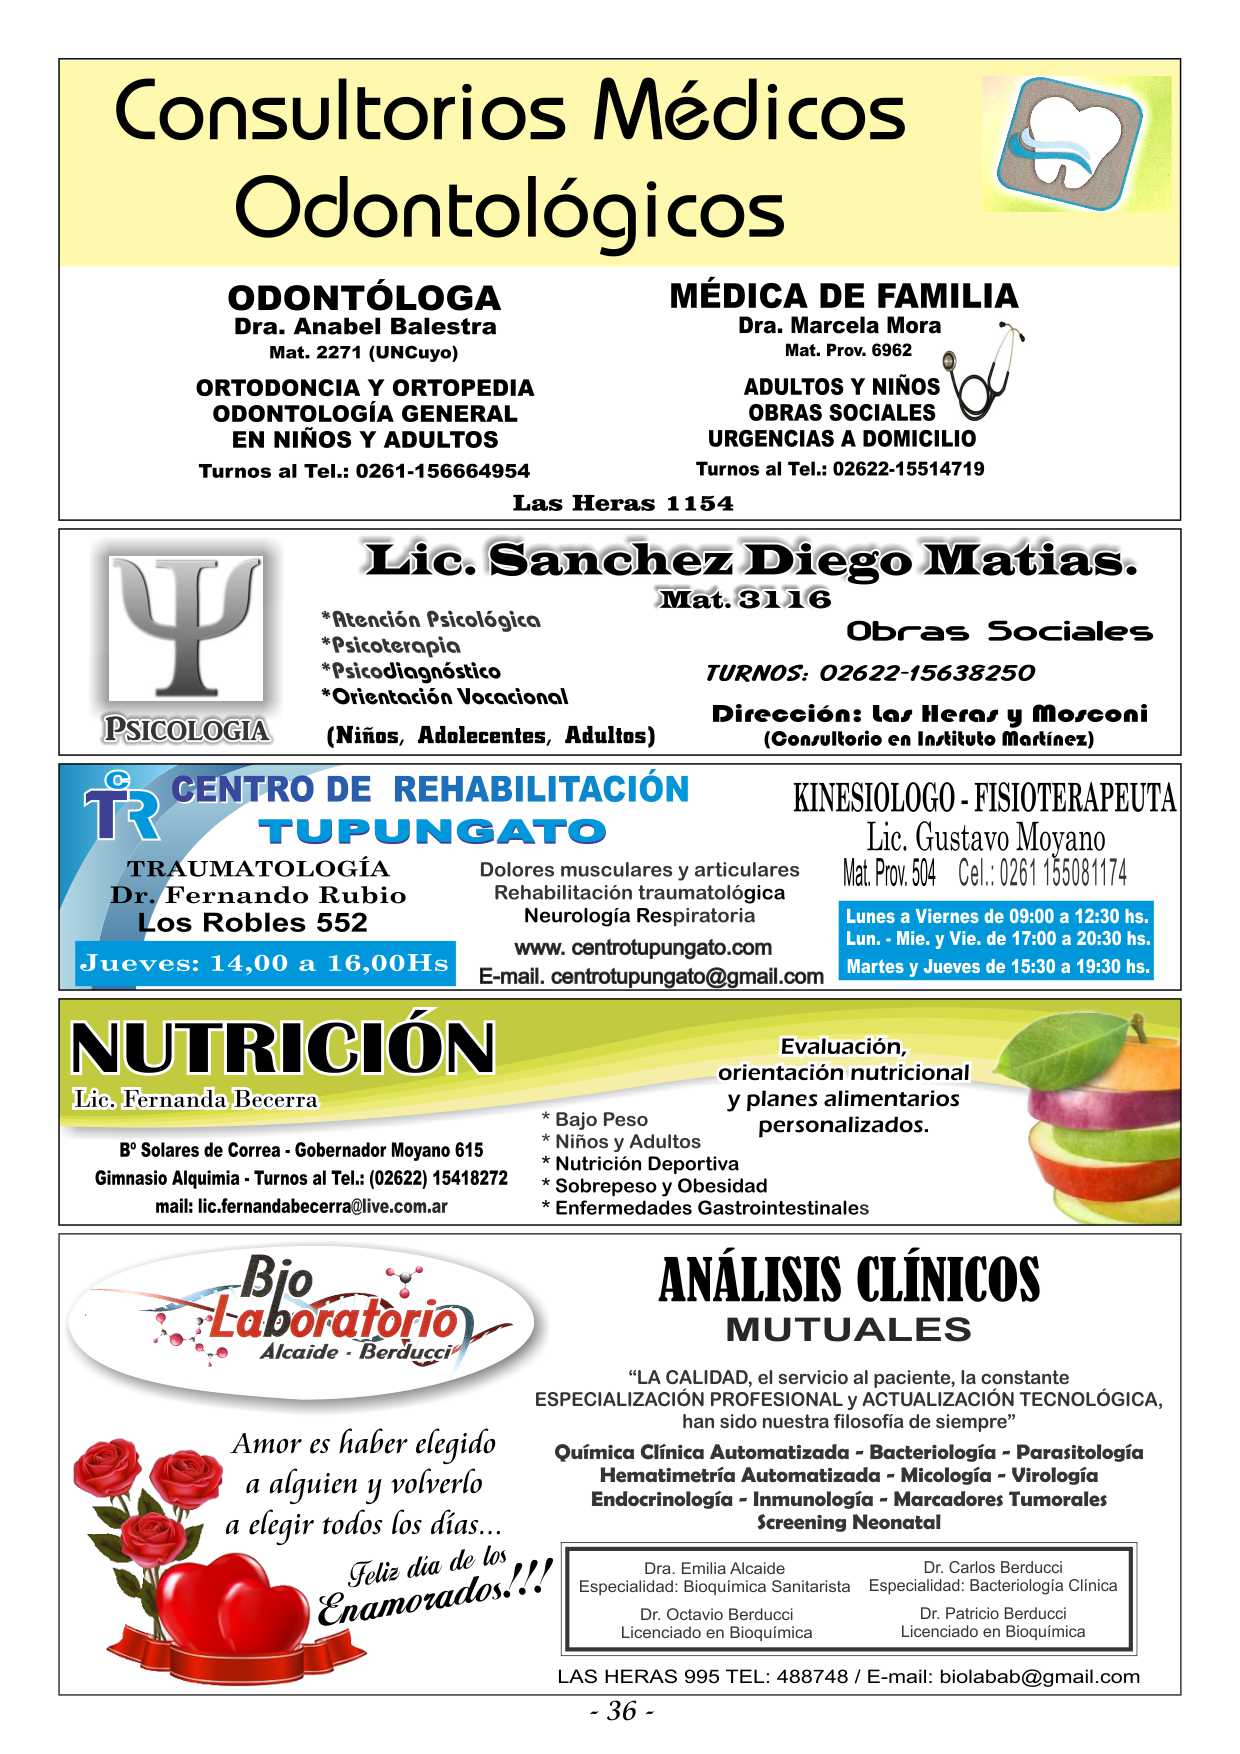 Consultorios Médicos
Odontológicos
ODONTÓLOGA
Dra. Anabel Balestra
Mat. 2271 (UNCuyo)
ORTODONCIA Y ORTOPEDIA
ODONTOLOGÍA GENERAL
EN NIÑOS Y ADULTOS
Turnos al Tel.: 0261-156664954
MÉDICA DE FAMILIA
Dra. Marcela Mora
Mat. Prov. 6962
ADULTOS Y NIÑOS
OBRAS SOCIALES
URGENCIAS A DOMICILIO
Turnos al Tel.: 02622-15514719
Las Heras 1154
Ψ
PSICOLOGIA
Lic. Sanchez Diego Matias.
Mat. 3116
*Atención Psicológica
*Psicoterapia
*Psicodiagnóstico
*Orientación Vocacional
(Niños, Adolecentes, Adultos)
Obras Sociales
TURNOS: 02622-15638250
Dirección: Las Heras y Mosconi
(Consultorio en Instituto Martínez)
CTR
CENTRO DE REHABILITACIÓN
TUPUNGATO
TRAUMATOLOGÍA
Dr. Fernando Rubio
Los Robles 552
Jueves: 14,00 a 16,00Hs
Dolores musculares y articulares
Rehabilitación traumatológica
Neurología Respiratoria
www. centrotupungato.com
E-mail. centrotupungato@gmail.com
KINESIOLOGO - FISIOTERAPEUTA
Lic. Gustavo Moyano
Mat. Prov. 504 Cel.: 0261 155081174
Lunes a Viernes de 09:00 a 12:30 hs.
Lun. - Mie. y Vie. de 17:00 a 20:30 hs.
Martes y Jueves de 15:30 a 19:30 hs.
NUTRICIÓN
Lic. Fernanda Becerra
Bº Solares de Correa - Gobernador Moyano 615
Gimnasio Alquimia - Turnos al Tel.: (02622) 15418272
mail: lic.fernandabecerra@live.com.ar
Evaluación,
orientación nutricional
y planes alimentarios
personalizados.
* Bajo Peso
* Niños y Adultos
* Nutrición Deportiva
* Sobrepeso y Obesidad
* Enfermedades Gastrointestinales
Bio
Laboratorio
Alcaide - Berducci
Amor es haber elegido
a alguien y volverlo
a elegir todos los días...
Feliz día de los
Enamorados!!!
ANÁLISIS CLÍNICOS
MUTUALES
“LA CALIDAD, el servicio al paciente, la constante
ESPECIALIZACIÓN PROFESIONAL y ACTUALIZACIÓN TECNOLÓGICA,
han sido nuestra filosofía de siempre”
Química Clínica Automatizada - Bacteriología - Parasitología
Hematimetría Automatizada - Micología - Virología
Endocrinología - Inmunología - Marcadores Tumorales
Screening Neonatal
Dra. Emilia Alcaide
Especialidad: Bioquímica Sanitarista
Dr. Carlos Berducci
Especialidad: Bacteriología Clínica
Dr. Octavio Berducci
Licenciado en Bioquímica
Dr. Patricio Berducci
Licenciado en Bioquímica
LAS HERAS 995 TEL: 488748 / E-mail: biolabab@gmail.com
- 36 -